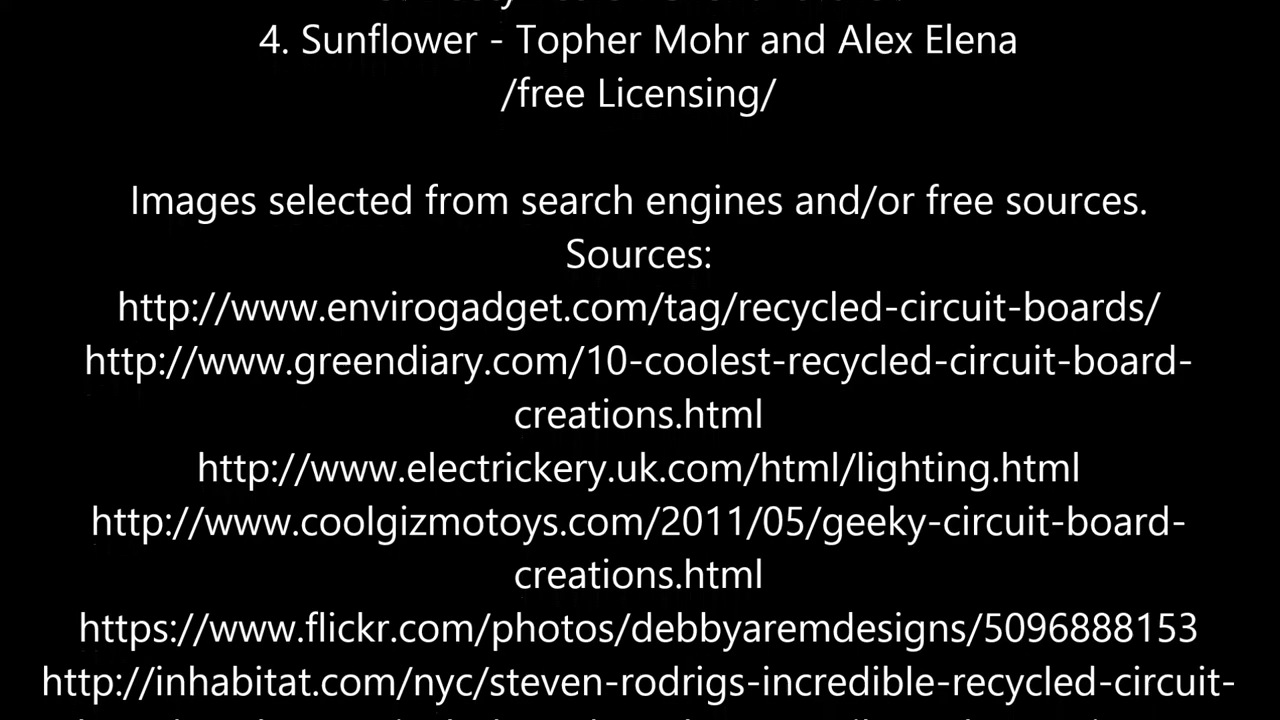 4. Sunflower - Topher Mohr and Alex Elena
/free Licensing/
Images selected from search engines and/or free sources.
Sources:
http://www.envirogadget.com/tag/recycled-circuit-boards/
http://www.greendiary.com/10-coolest-recycled-circuit-board-
creations.html
http://www.electrickery.uk.com/html/lighting.html
http://www.coolgizmotoys.com/2011/05/geeky-circuit-board-
creations.html
https://www.flickr.com/photos/debbyaremdesigns/5096888153
http://inhabitat.com/nyc/steven-rodrigs-incredible-recycled-circuit-